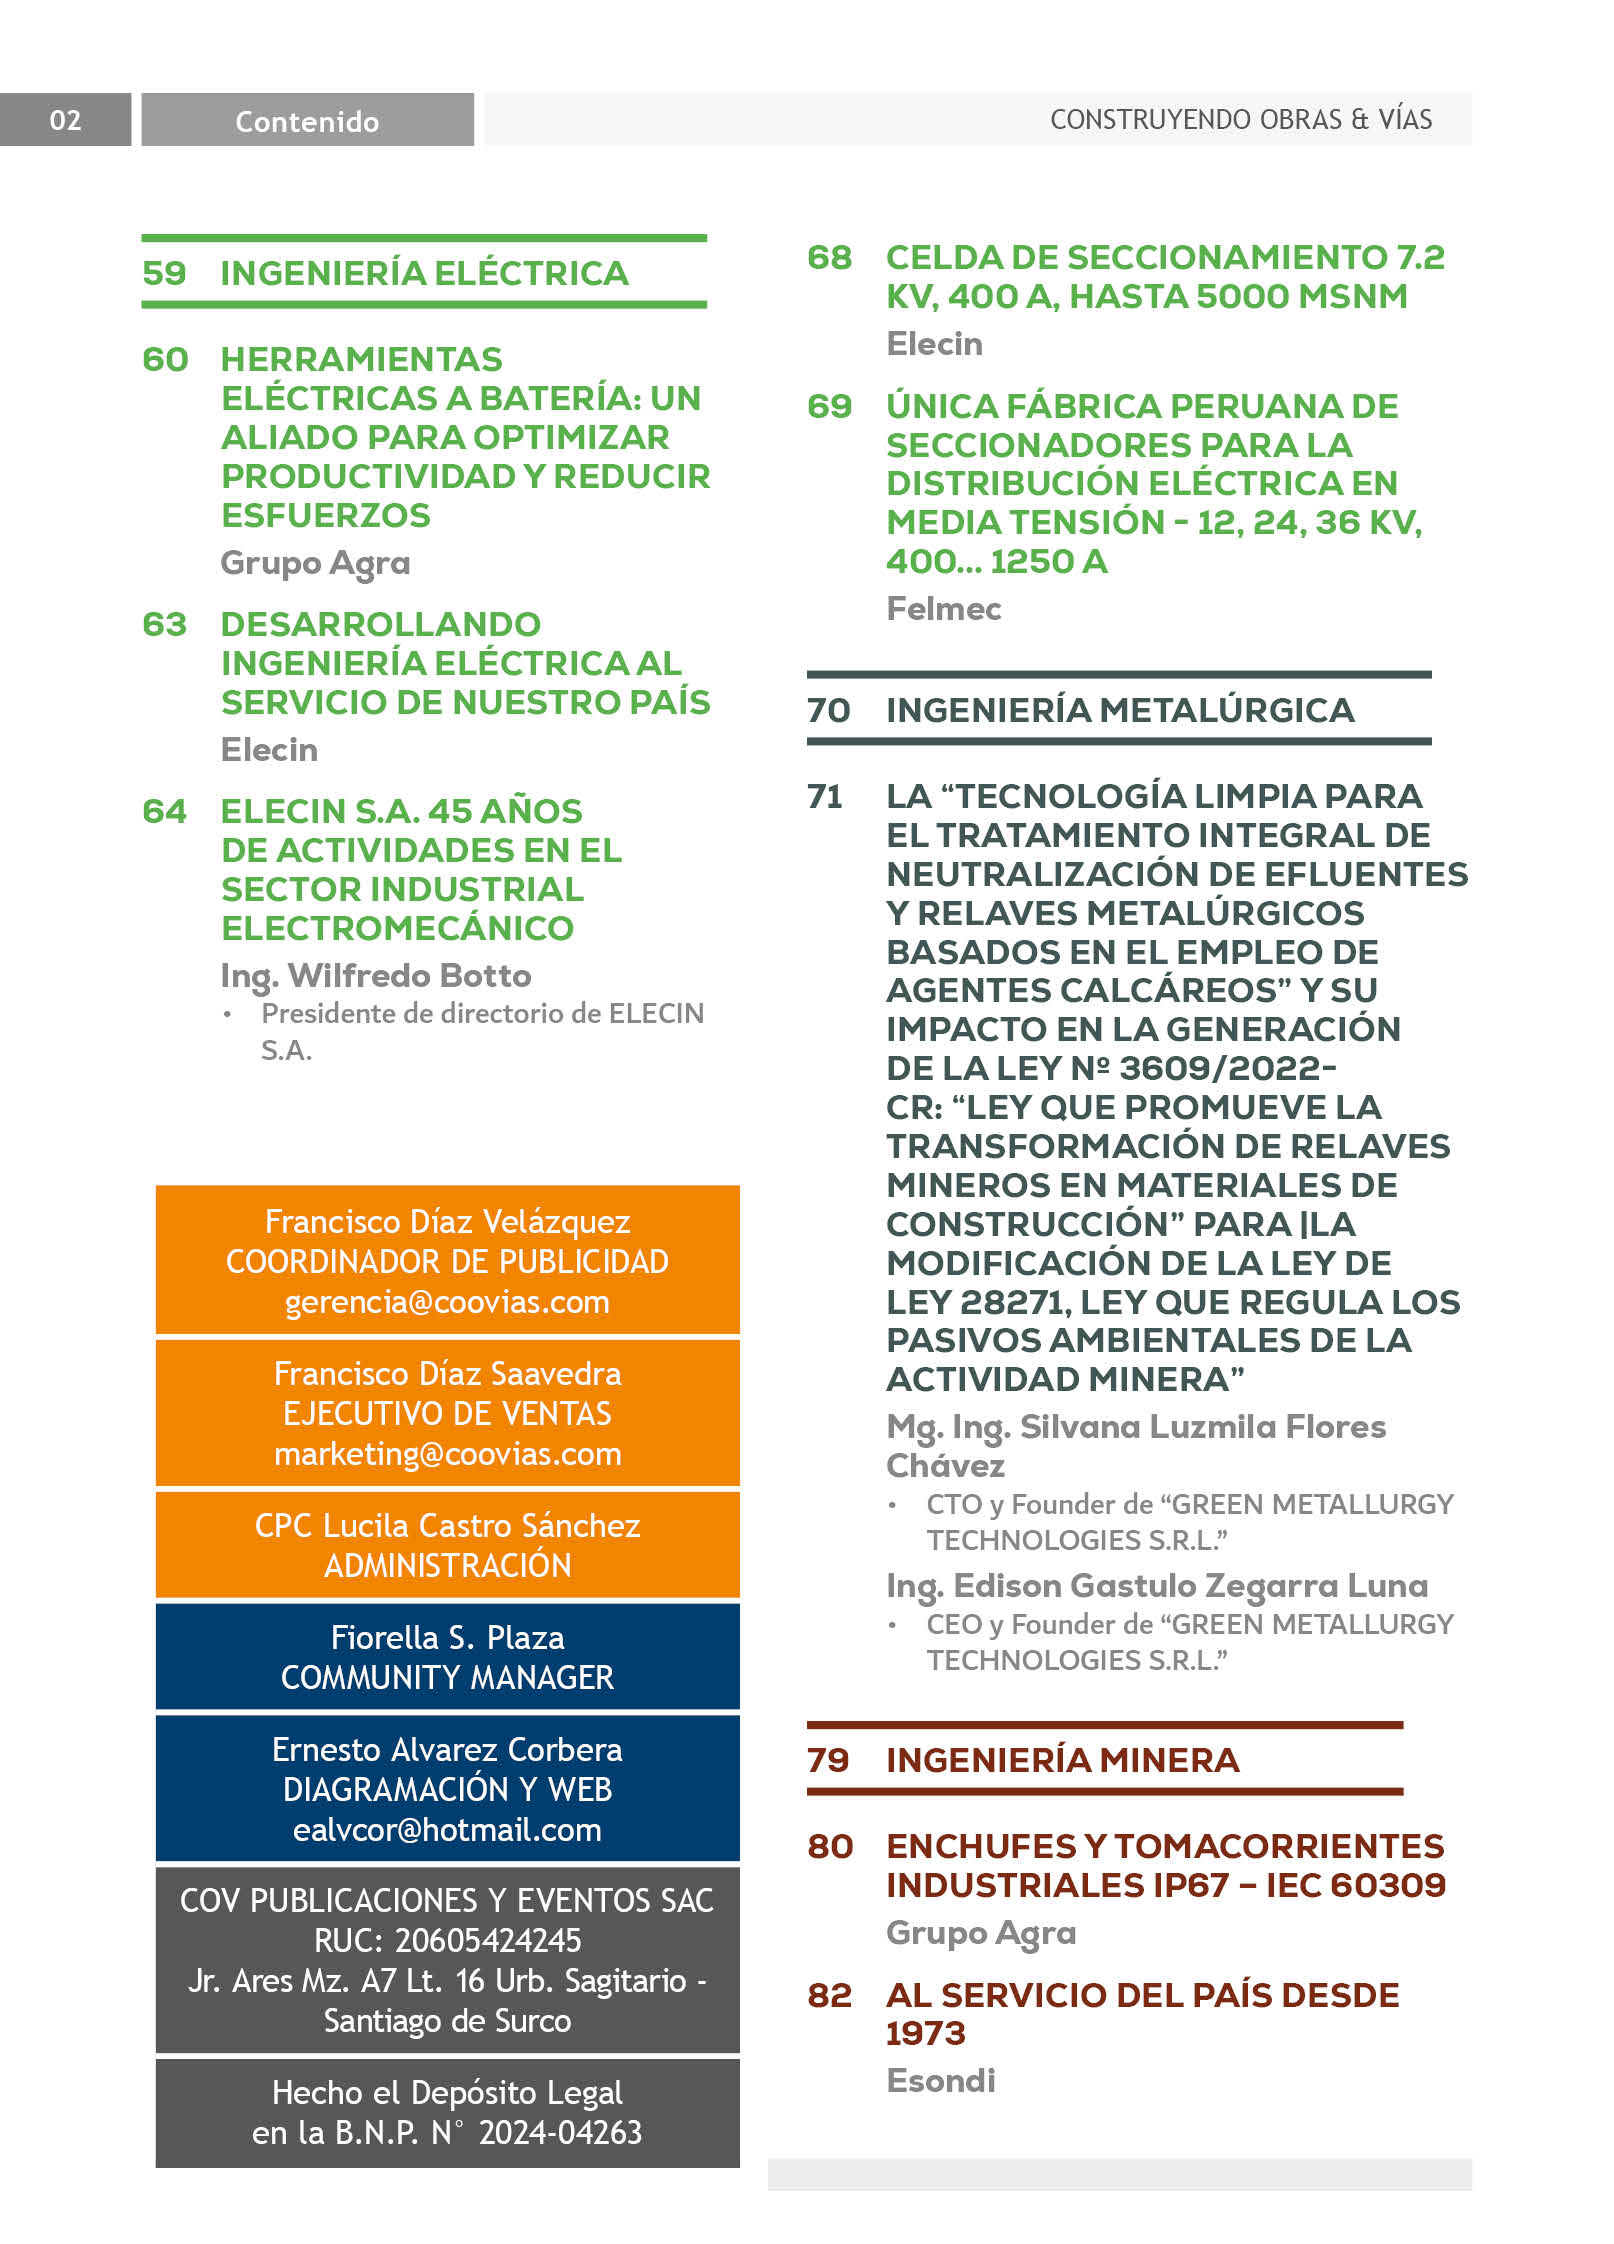 02
Contenido
CONSTRUYENDO OBRAS & VÍAS
59 INGENIERÍA ELÉCTRICA
60 HERRAMIENTAS
ELÉCTRICAS A BATERÍA: UN
ALIADO PARA OPTIMIZAR
PRODUCTIVIDAD Y REDUCIR
ESFUERZOS
Grupo Agra
63 DESARROLLANDO
INGENIERÍA ELÉCTRICA AL
SERVICIO DE NUESTRO PAÍS
Elecin
64 ELECIN S.A. 45 AÑOS
DE ACTIVIDADES EN EL
SECTOR INDUSTRIAL
ELECTROMECÁNICO
Ing. Wilfredo Botto
• Presidente de directorio de ELECIN
S.A.
Francisco Díaz Velázquez
COORDINADOR DE PUBLICIDAD
gerencia@coovias.com
Francisco Díaz Saavedra
EJECUTIVO DE VENTAS
marketing@coovias.com
CPC Lucila Castro Sánchez
ADMINISTRACIÓN
Fiorella S. Plaza
COMMUNITY MANAGER
Ernesto Alvarez Corbera
DIAGRAMACIÓN Y WEB
ealvcor@hotmail.com
COV PUBLICACIONES Y EVENTOS SAC
RUC: 20605424245
Jr. Ares Mz. A7 Lt. 16 Urb. Sagitario -
Santiago de Surco
Hecho el Depósito Legal
en la B.N.P. N° 2024-04263
68 CELDA DE SECCIONAMIENTO 7.2
KV, 400 A, HASTA 5000 MSNM
Elecin
69 ÚNICA FÁBRICA PERUANA DE
SECCIONADORES PARA LA
DISTRIBUCIÓN ELÉCTRICA EN
MEDIA TENSIÓN - 12, 24, 36 KV,
400... 1250 A
Felmec
70 INGENIERÍA METALÚRGICA
71 LA “TECNOLOGÍA LIMPIA PARA
EL TRATAMIENTO INTEGRAL DE
NEUTRALIZACIÓN DE EFLUENTES
Y RELAVES METALÚRGICOS
BASADOS EN EL EMPLEO DE
AGENTES CALCÁREOS” Y SU
IMPACTO EN LA GENERACIÓN
DE LA LEY Nº 3609/2022-
CR: “LEY QUE PROMUEVE LA
TRANSFORMACIÓN DE RELAVES
MINEROS EN MATERIALES DE
CONSTRUCCIÓN” PARA |LA
MODIFICACIÓN DE LA LEY DE
LEY 28271, LEY QUE REGULA LOS
PASIVOS AMBIENTALES DE LA
ACTIVIDAD MINERA”
Mg. Ing. Silvana Luzmila Flores
Chávez
• CTO y Founder de “GREEN METALLURGY
TECHNOLOGIES S.R.L.”
Ing. Edison Gastulo Zegarra Luna
• CEO y Founder de “GREEN METALLURGY
TECHNOLOGIES S.R.L.”
79 INGENIERÍA MINERA
80 ENCHUFES Y TOMACORRIENTES
INDUSTRIALES IP67 – IEC 60309
Grupo Agra
82 AL SERVICIO DEL PAÍS DESDE
1973
Esondi